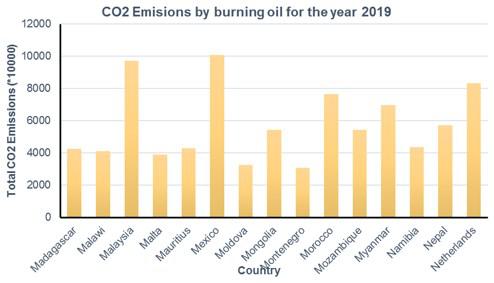 CO2 Emisions by burning oil for the year 2019
Total CO2 Emissions (*10000)
12000
10000
8000
6000
4000
2000
0
Madagascar
Malawi
Malaysia
Malta
Mauritius
Mexico
Moldova
Mongolia
Montenegro
Morocco
Mozambique
Myanmar
Namibia
Nepal
Netherlands
Country